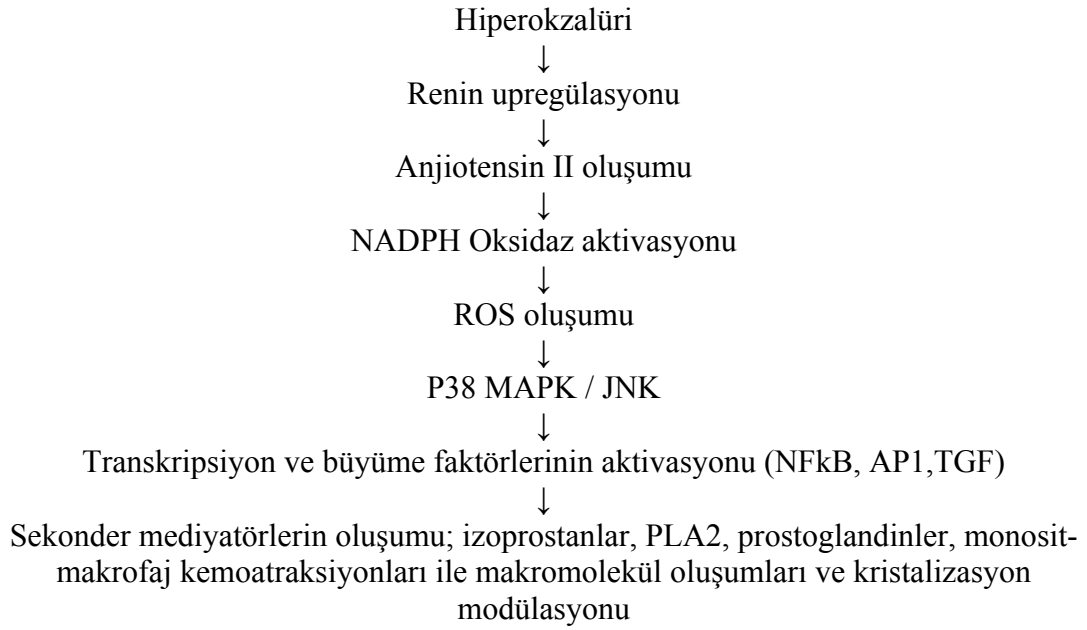 Hiperokzalüri
↓
Renin upregülasyonu
↓
Anjiotensin II oluşumu
↓
NADPH Oksidaz aktivasyonu
↓
ROS oluşumu
↓
P38 MAPK / JNK
↓
Transkripsiyon ve büyüme faktörlerinin aktivasyonu (NFkB, AP1,TGF)
↓
Sekonder mediyatörlerin oluşumu; izoprostanlar, PLA2, prostoglandinler, monosit-
makrofaj kemoatraksiyonları ile makromolekül oluşumları ve kristalizasyon
modülasyonu